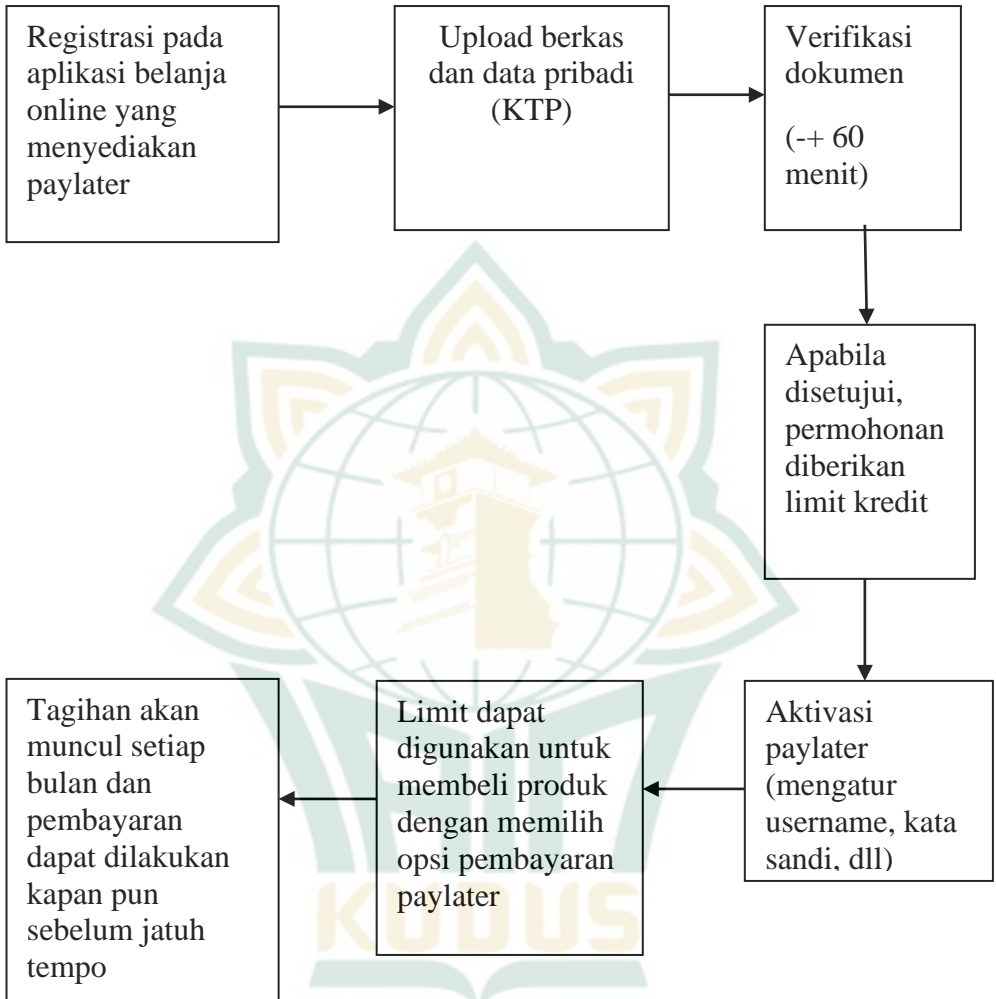 Registrasi pada
aplikasi belanja
online yang
menyediakan
paylater
Upload berkas
dan data pribadi
(KTP)
Verifikasi
dokumen
(-+ 60
menit)
Apabila
disetujui,
permohonan
diberikan
limit kredit
Aktivasi
paylater
(mengatur
username, kata
sandi, dll)
Limit dapat
digunakan untuk
membeli produk
dengan memilih
opsi pembayaran
paylater
Tagihan akan
muncul setiap
bulan dan
pembayaran
dapat dilakukan
kapan pun
sebelum jatuh
tempo
KUDUS